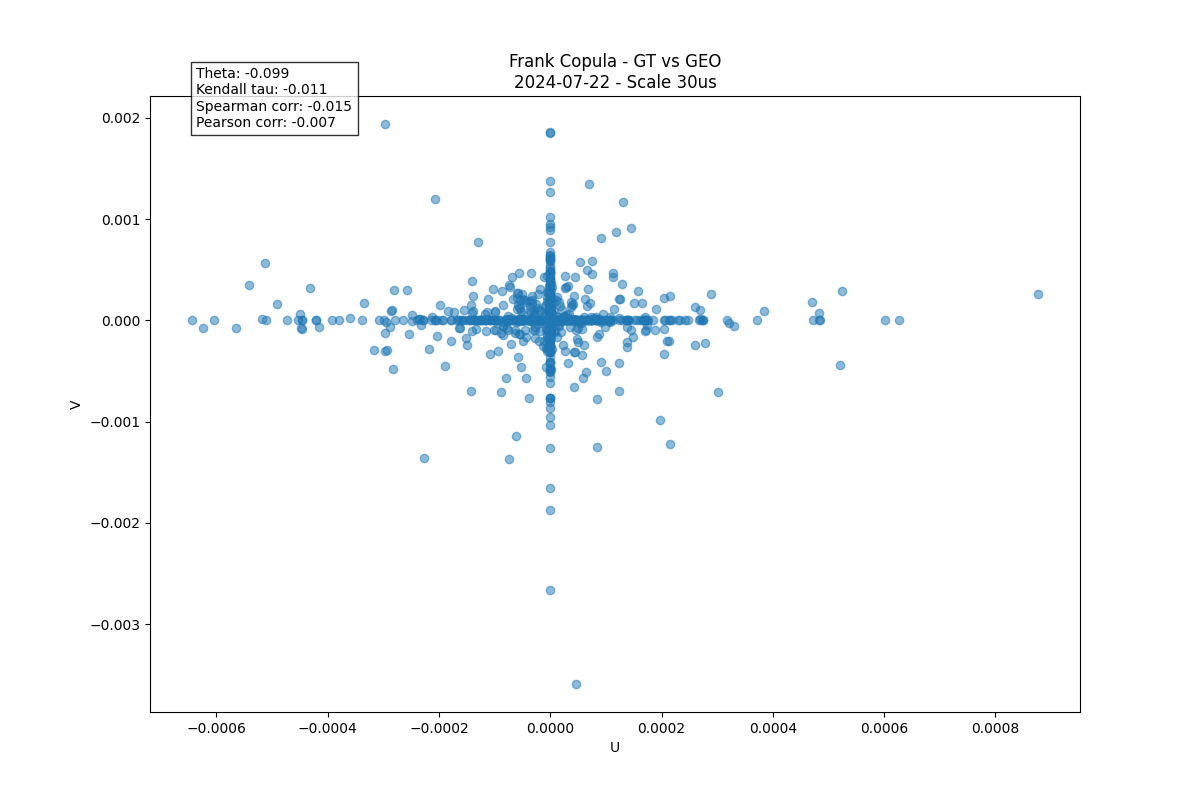 Frank Copula - GT vs GEO
2024-07-22 - Scale 30us
Theta: -0.099
Kendall tau: -0.011
Spearman corr: -0.015
Pearson corr: -0.007
0.002
0.001
0.000
−0.001
−0.002
−0.003
V
−0.0006 −0.0004 −0.0002 0.0000 0.0002 0.0004 0.0006 0.0008
U